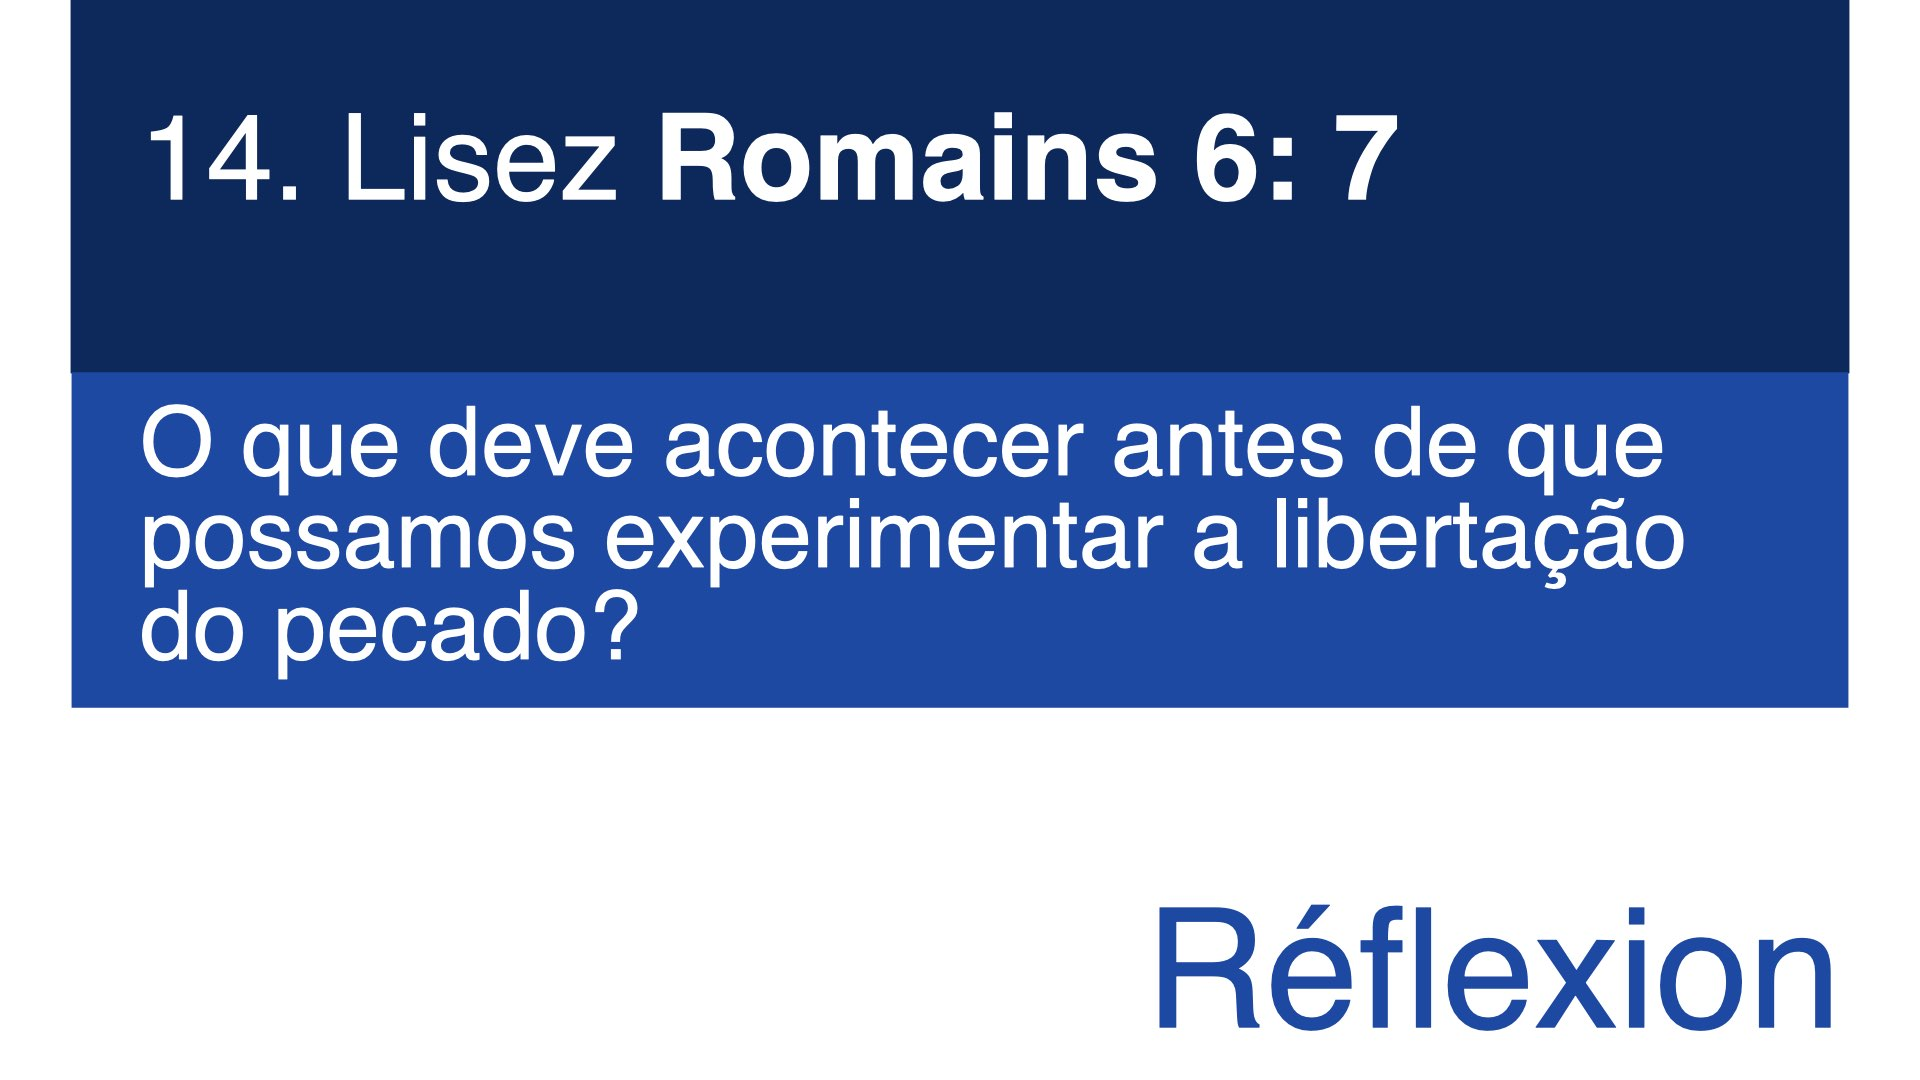 14. Lisez Romains 6: 7
O que deve acontecer antes de que
possamos experimentar a libertação
do pecado?
Réflexion